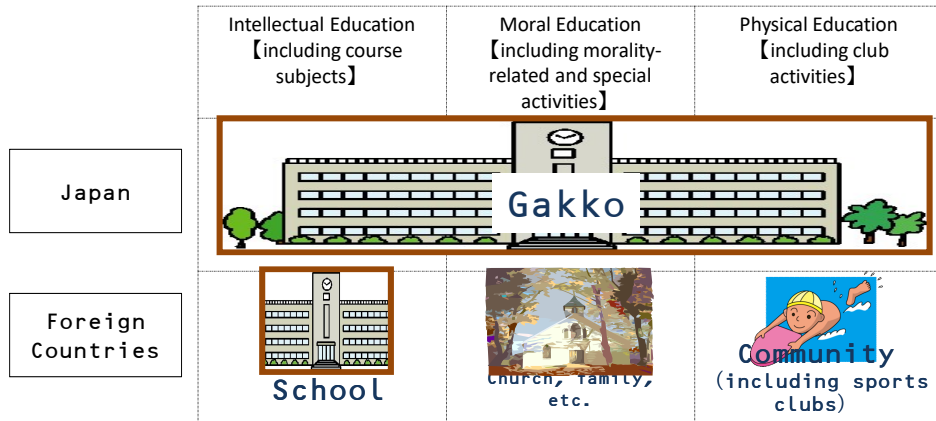 Intellectual Education
【including course
subjects】
Moral Education
【including morality-
related and special
activities】
Physical Education
【including club
activities】
Japan
Gakko
Foreign
Countries
School
Church, family,
etc.
Community
(including sports
clubs)